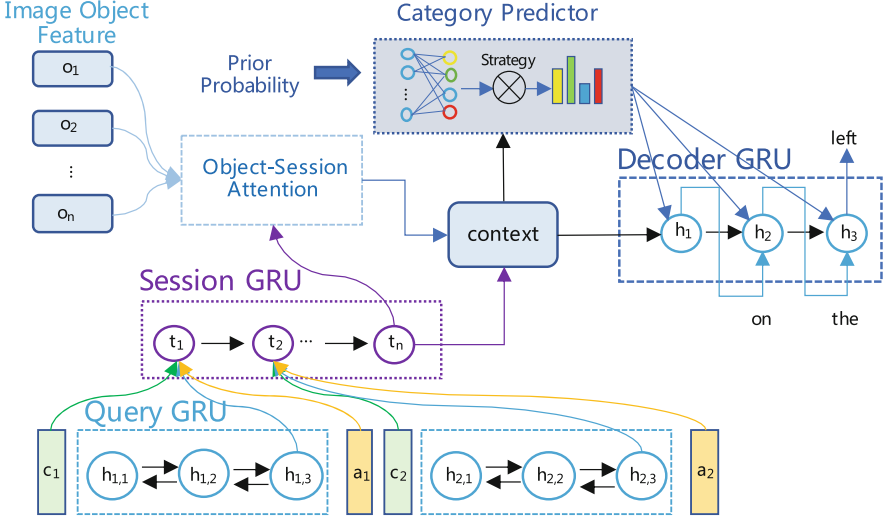 Image Object
Feature
Category Predictor
o1
Prior
Probability
Strategy
...
o2
...
on
Object-Session
Attention
left
Decoder GRU
context
h1
h2
h3
on
the
Session GRU
t1
t2
...
tn
Query GRU
c1
h1,1
h1,2
h1,3
a1
c2
h2,1
h2,2
h2,3
a2